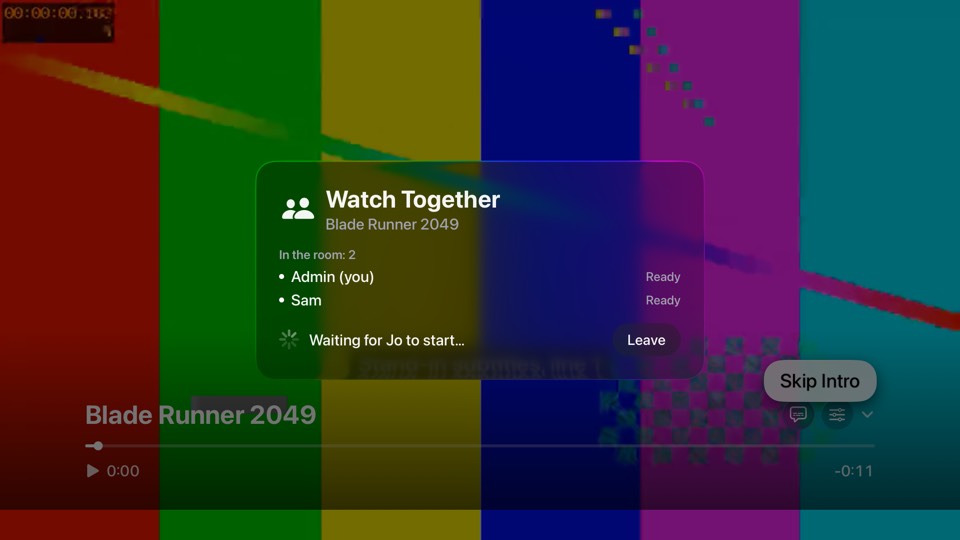 Watch Together
Blade Runner 2049
In the room: 2
• Admin (you) Ready
• Sam Ready
Waiting for Jo to start... Leave
Skip Intro
Blade Runner 2049
0:00 -0:11